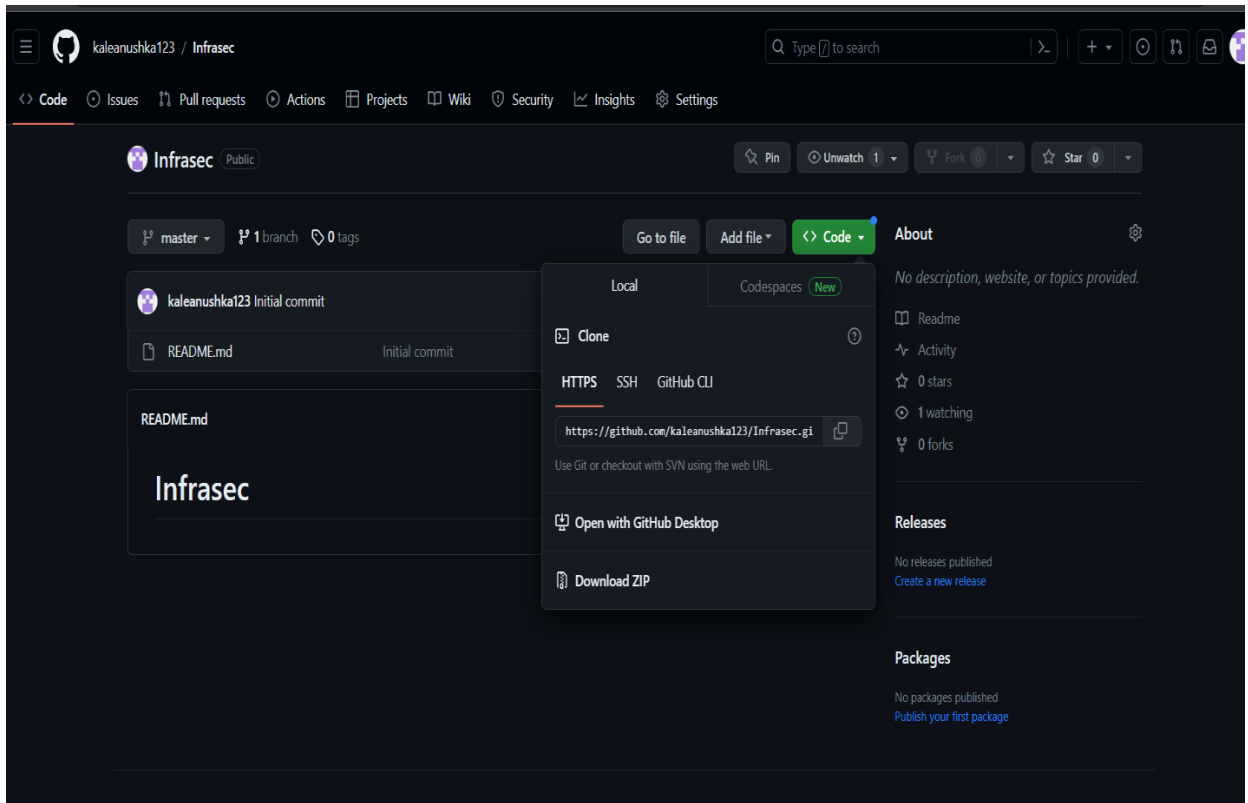 kaleanushka123 / Infrasec
Type / to search
Code Issues Pull requests Actions Projects Wiki Security Insights Settings
Infrasec Public
Pin Unwatch 1 Fork 0 Star 0
master 1 branch 0 tags
Go to file Add file Code
kaleanushka123 Initial commit
README.md Initial commit
README.md
Infrasec
Local Codespaces New
Clone
HTTPS SSH GitHub CLI
https://github.com/kaleanushka123/Infrasec.gi
Use Git or checkout with SVN using the web URL.
Open with GitHub Desktop
Download ZIP
About
No description, website, or topics provided.
Readme
Activity
0 stars
1 watching
0 forks
Releases
No releases published
Create a new release
Packages
No packages published
Publish your first package